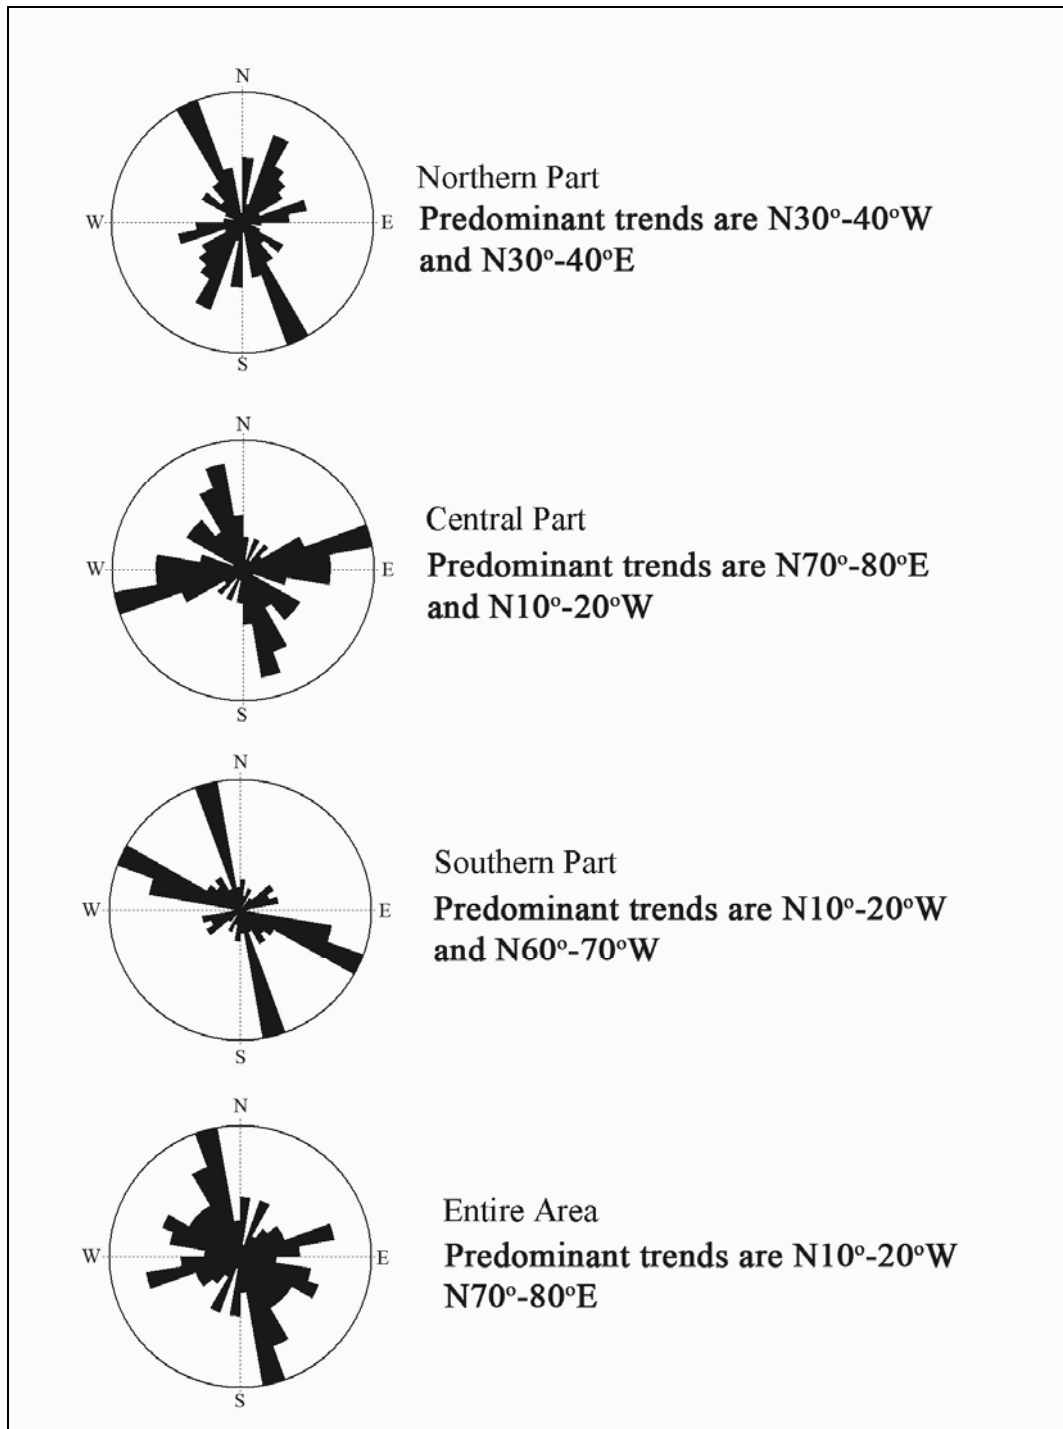 N
W
E
S
Northern Part
Predominant trends are N30°-40°W
and N30°-40°E
N
W
E
S
Central Part
Predominant trends are N70°-80°E
and N10°-20°W
N
W
E
S
Southern Part
Predominant trends are N10°-20°W
and N60°-70°W
N
W
E
S
Entire Area
Predominant trends are N10°-20°W
N70°-80°E